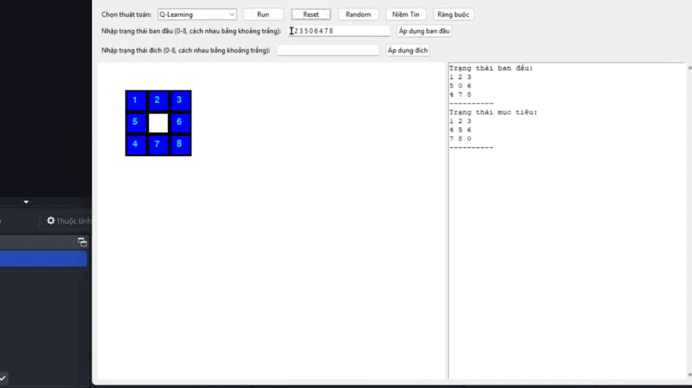 Chọn thuật toán: Q-Learning Run Reset Random Niềm Tin Ràng buộc
Nhập trạng thái ban đầu (0-8, cách nhau bằng khoảng trắng): 1 2 3 5 0 6 4 7 8 Áp dụng ban đầu
Nhập trạng thái đích (0-8, cách nhau bằng khoảng trắng): Áp dụng đích
1 2 3
5 6
4 7 8
Trạng thái ban đầu:
1 2 3
5 0 6
4 7 8
----------
Trạng thái mục tiêu:
1 2 3
4 5 6
7 8 0
----------
Thuộc tính